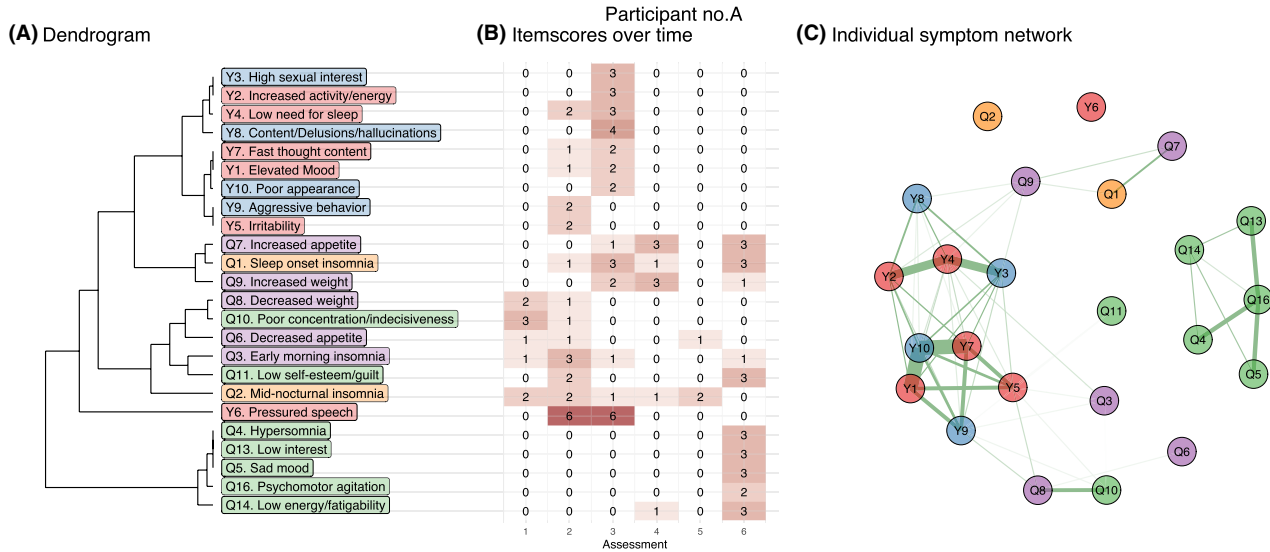 Participant no.A
(A) Dendrogram
(B) Itemscores over time
(C) Individual symptom network
Y3. High sexual interest 0 0 3 0 0 0
Y2. Increased activity/energy 0 0 3 0 0 0
Y4. Low need for sleep 0 2 3 0 0 0
Y8. Content/Delusions/hallucinations 0 0 4 0 0 0
Y7. Fast thought content 0 1 2 0 0 0
Y1. Elevated Mood 0 1 2 0 0 0
Y10. Poor appearance 0 0 2 0 0 0
Y9. Aggressive behavior 0 2 0 0 0 0
Y5. Irritability 0 2 0 0 0 0
Q7. Increased appetite 0 0 1 3 0 3
Q1. Sleep onset insomnia 0 1 3 1 0 3
Q9. Increased weight 0 0 2 3 0 1
Q8. Decreased weight 2 1 0 0 0 0
Q10. Poor concentration/indecisiveness 3 1 0 0 0 0
Q6. Decreased appetite 1 1 0 0 1 0
Q3. Early morning insomnia 1 3 1 0 0 1
Q11. Low self-esteem/guilt 0 2 0 0 0 3
Q2. Mid-nocturnal insomnia 2 2 1 1 2 0
Y6. Pressured speech 0 6 6 0 0 0
Q4. Hypersomnia 0 0 0 0 0 3
Q13. Low interest 0 0 0 0 0 3
Q5. Sad mood 0 0 0 0 0 3
Q16. Psychomotor agitation 0 0 0 0 0 2
Q14. Low energy/fatigability 0 0 0 1 0 3
1 2 3 4 5 6
Assessment
Q2
Y6
Q7
Q9
Q1
Y8
Q13
Q14
Y4
Y2
Y3
Q16
Q11
Q4
Y10
Y7
Q5
Y1
Y5
Q3
Y9
Q6
Q8
Q10